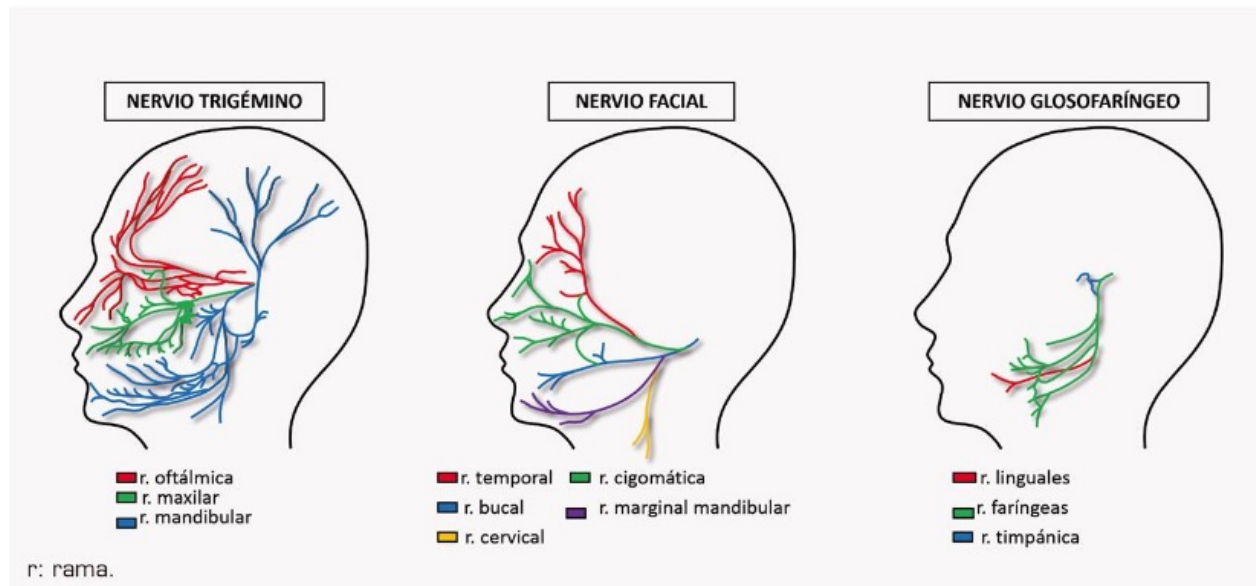 NERVIO TRIGÉMINO
r. oftálmica
r. maxilar
r. mandibular
NERVIO FACIAL
r. temporal
r. cigomática
r. bucal
r. marginal mandibular
r. cervical
NERVIO GLOSOFARÍNGEO
r. linguales
r. faríngeas
r. timpánica
r: rama.